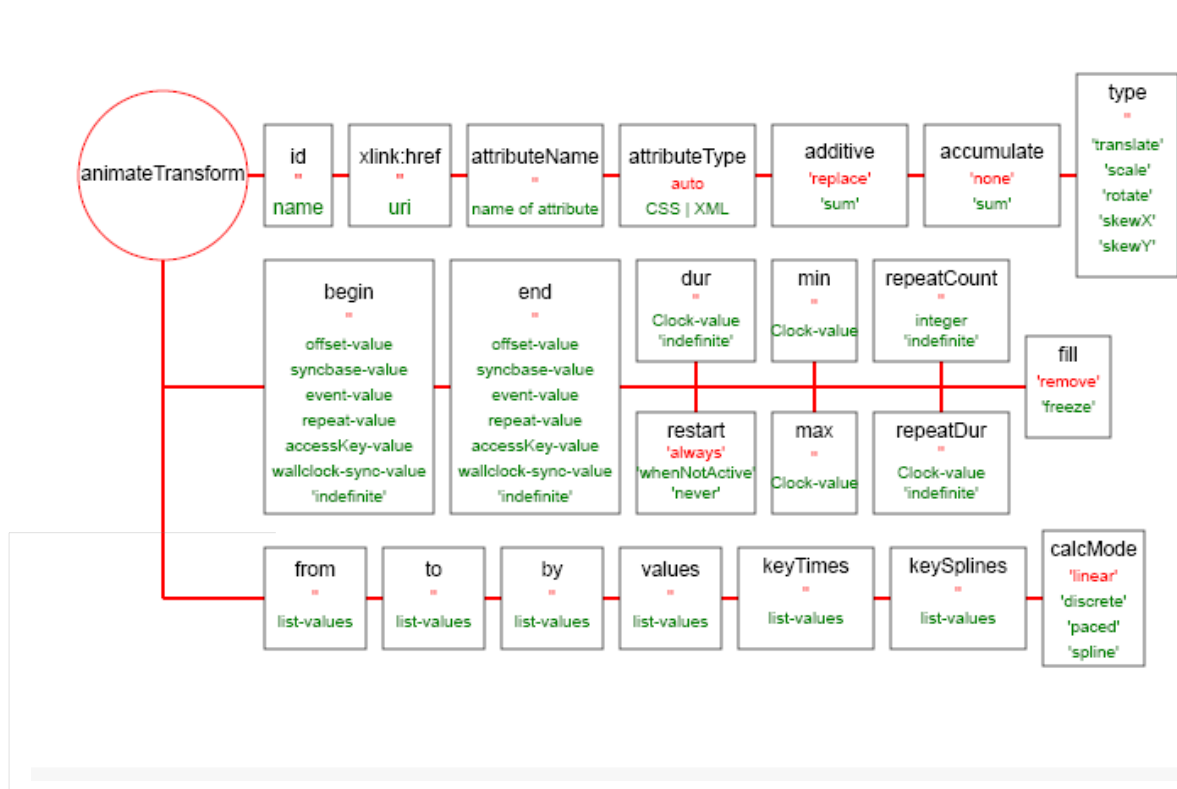 animateTransform
id
"
name
xlink:href
"
uri
attributeName
"
name of attribute
attributeType
auto
CSS | XML
additive
'replace'
'sum'
accumulate
'none'
'sum'
type
"
'translate'
'scale'
'rotate'
'skewX'
'skewY'
begin
"
offset-value
syncbase-value
event-value
repeat-value
accessKey-value
wallclock-sync-value
'indefinite'
end
"
offset-value
syncbase-value
event-value
repeat-value
accessKey-value
wallclock-sync-value
'indefinite'
dur
"
Clock-value
'indefinite'
min
"
Clock-value
repeatCount
"
integer
'indefinite'
restart
'always'
'whenNotActive'
'never'
max
"
Clock-value
repeatDur
"
Clock-value
'indefinite'
fill
'remove'
'freeze'
from
"
list-values
to
"
list-values
by
"
list-values
values
"
list-values
keyTimes
"
list-values
keySplines
"
list-values
calcMode
'linear'
'discrete'
'paced'
'spline'